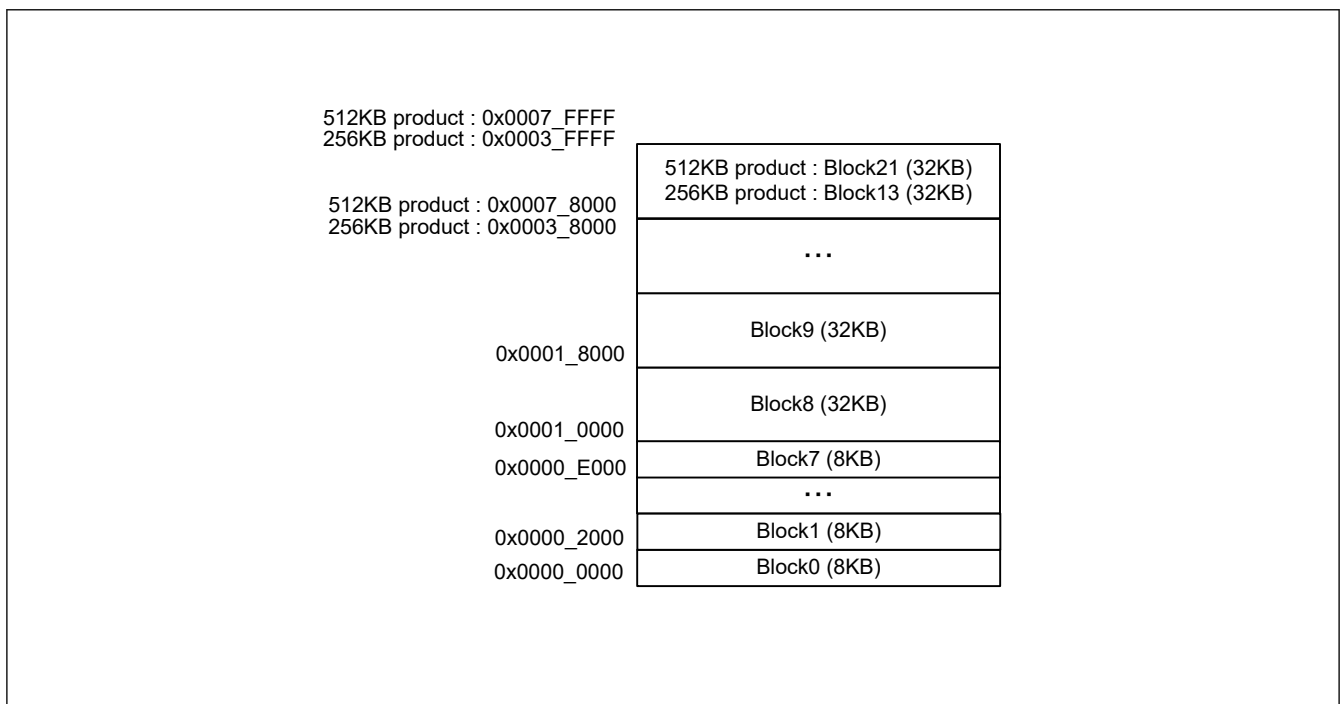 512KB product : 0x0007_FFFF
256KB product : 0x0003_FFFF
512KB product : Block21 (32KB)
256KB product : Block13 (32KB)
512KB product : 0x0007_8000
256KB product : 0x0003_8000
...
Block9 (32KB)
0x0001_8000
Block8 (32KB)
0x0001_0000
Block7 (8KB)
0x0000_E000
...
Block1 (8KB)
0x0000_2000
Block0 (8KB)
0x0000_0000